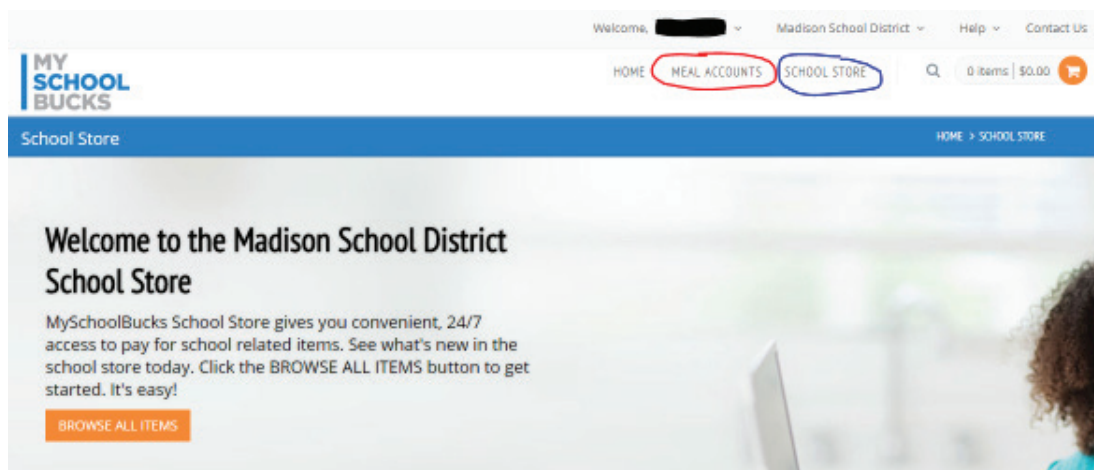 Welcome, Madison School District Help Contact Us
MY
SCHOOL
BUCKS
HOME MEAL ACCOUNTS SCHOOL STORE 0 items | $0.00
School Store HOME > SCHOOL STORE
Welcome to the Madison School District
School Store
MySchoolBucks School Store gives you convenient, 24/7
access to pay for school related items. See what's new in the
school store today. Click the BROWSE ALL ITEMS button to get
started. It's easy!
BROWSE ALL ITEMS